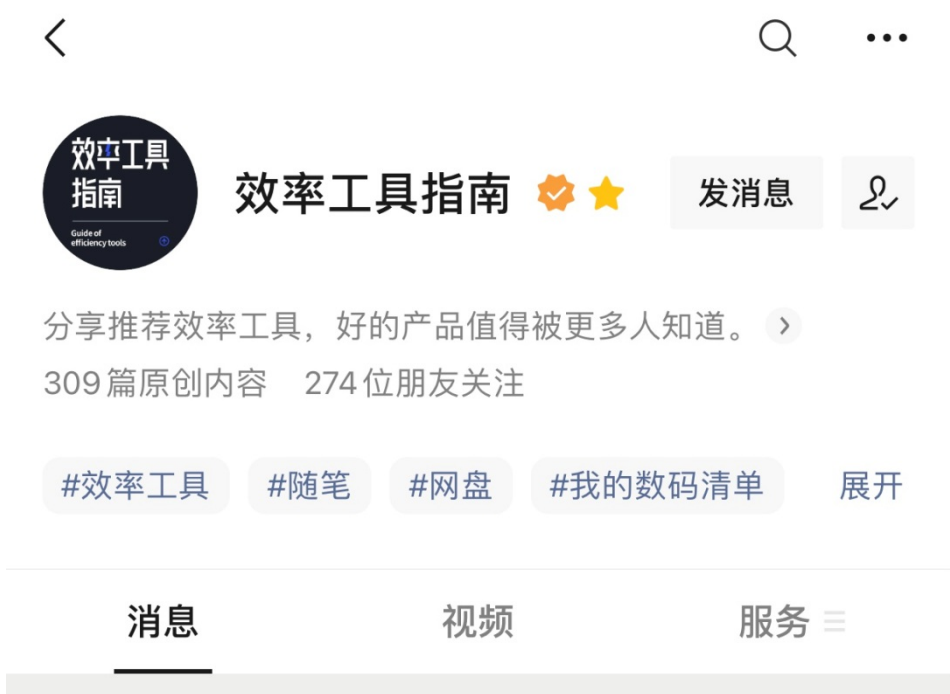 效率工具
指南
Guide of
efficiency tools
效率工具指南
发消息
分享推荐效率工具，好的产品值得被更多人知道。
309篇原创内容 274位朋友关注
#效率工具 #随笔 #网盘 #我的数码清单 展开
消息 视频 服务